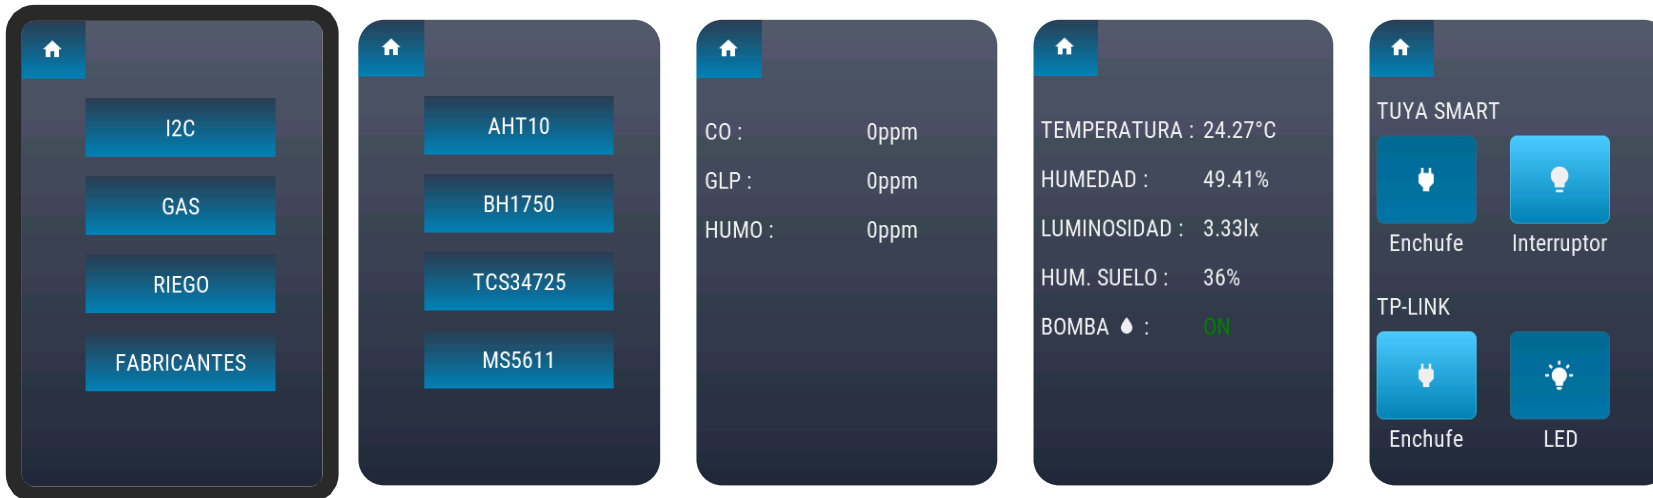 I2C
GAS
RIEGO
FABRICANTES
AHT10
BH1750
TCS34725
MS5611
CO : 0ppm
GLP : 0ppm
HUMO : 0ppm
TEMPERATURA : 24.27°C
HUMEDAD : 49.41%
LUMINOSIDAD : 3.33lx
HUM. SUELO : 36%
BOMBA : ON
TUYA SMART
Enchufe Interruptor
TP-LINK
Enchufe LED